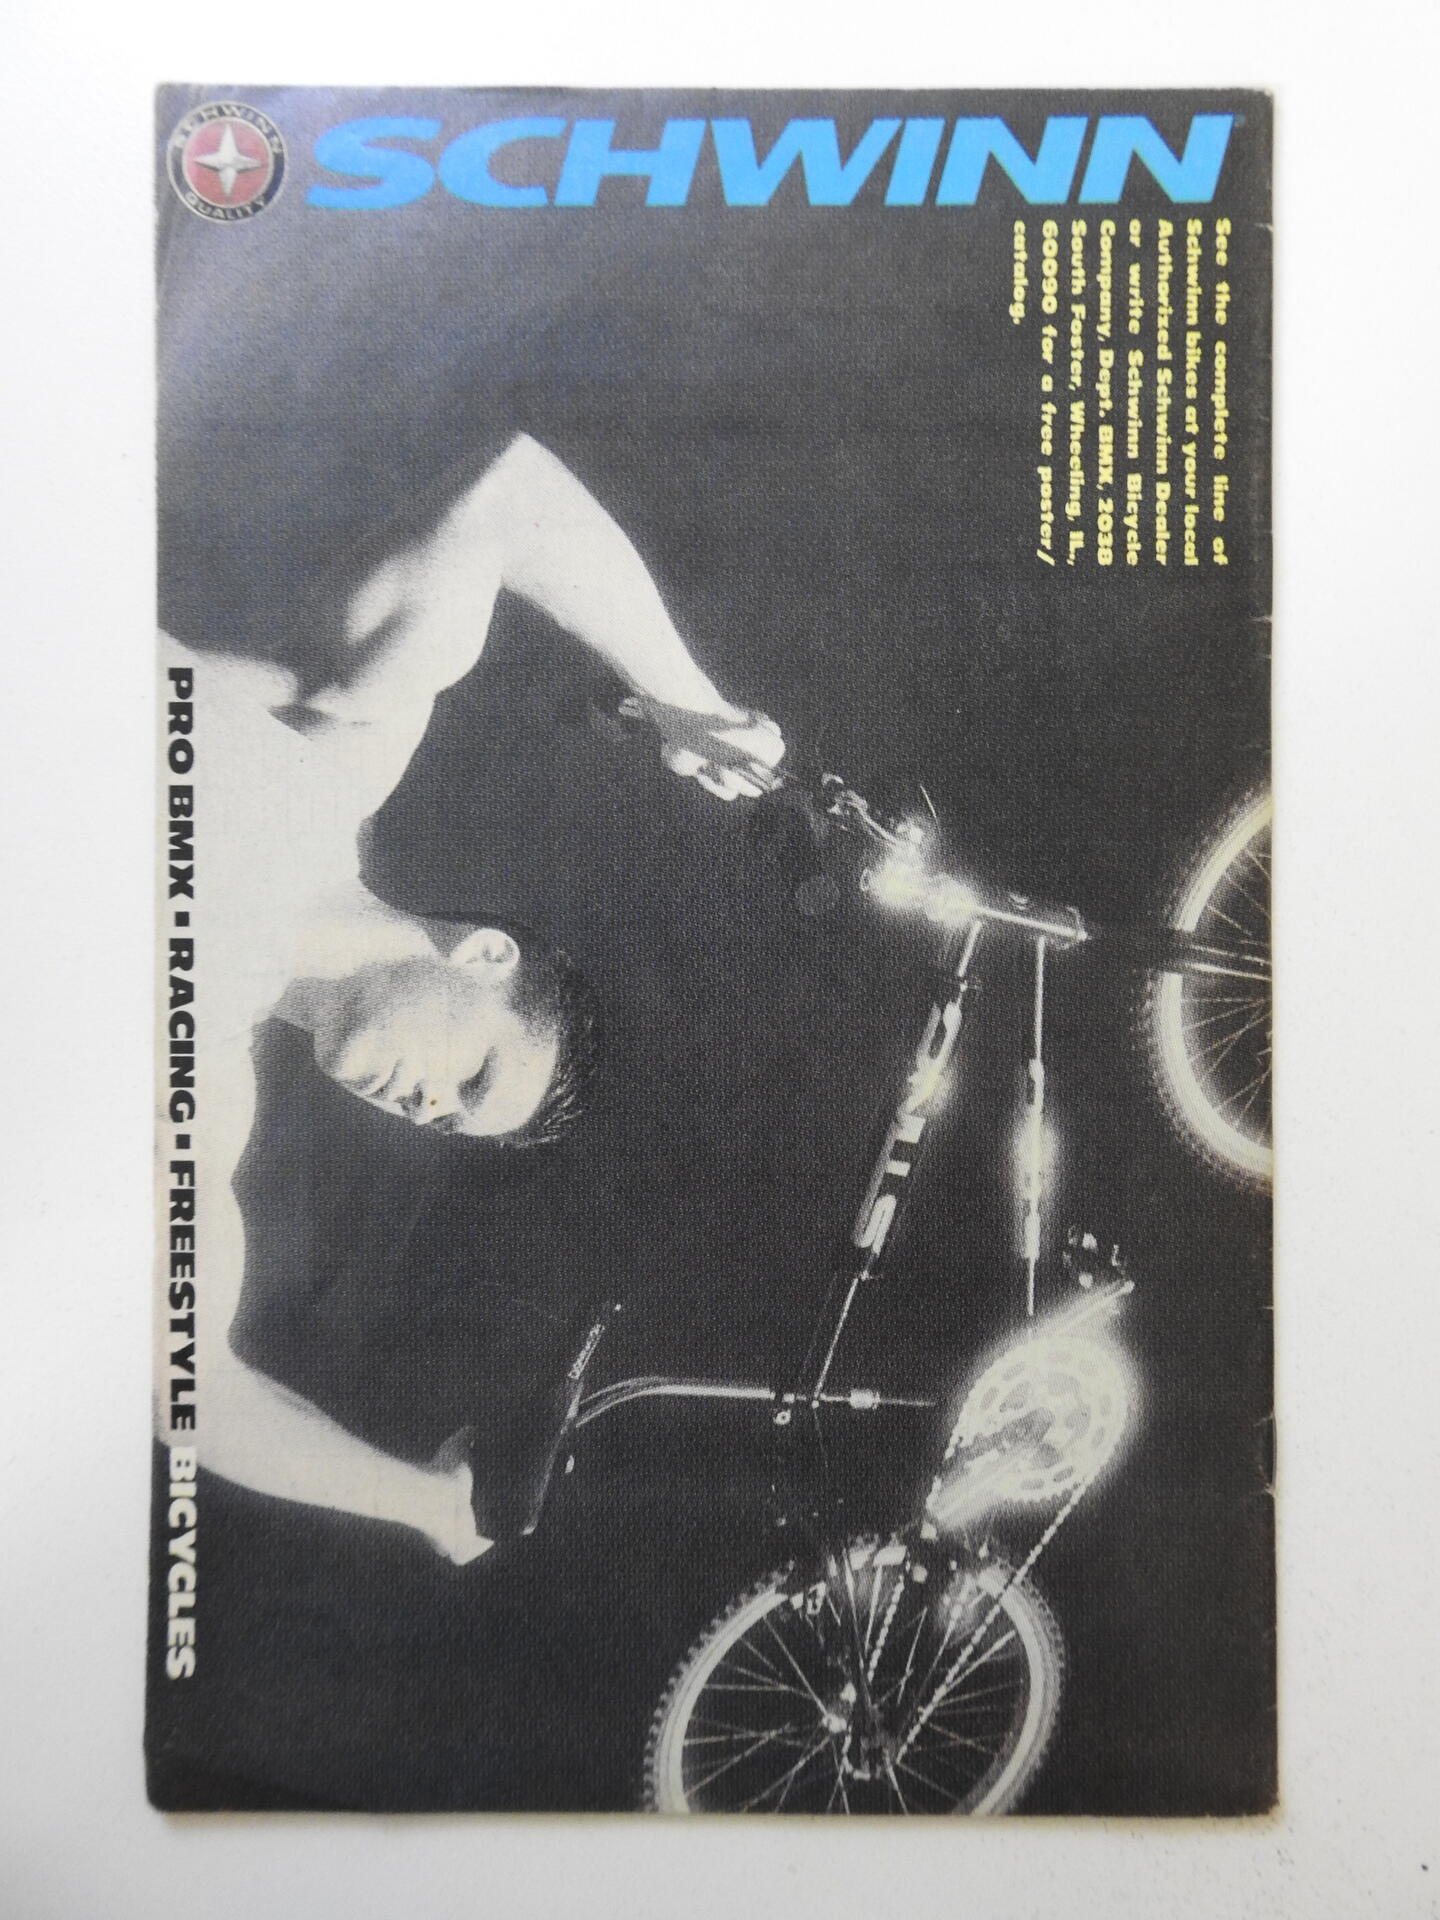 SCHWINN
QUALITY
SCHWINN
See the complete line of
Schwinn bikes at your local
Authorized Schwinn Dealer
or write Schwinn Bicycle
Company, Dept. BMX, 2038
South Foster, Wheeling, IL,
60090 for a free poster/
catalog.
PRO BMX ▪ RACING ▪ FREESTYLE BICYCLES